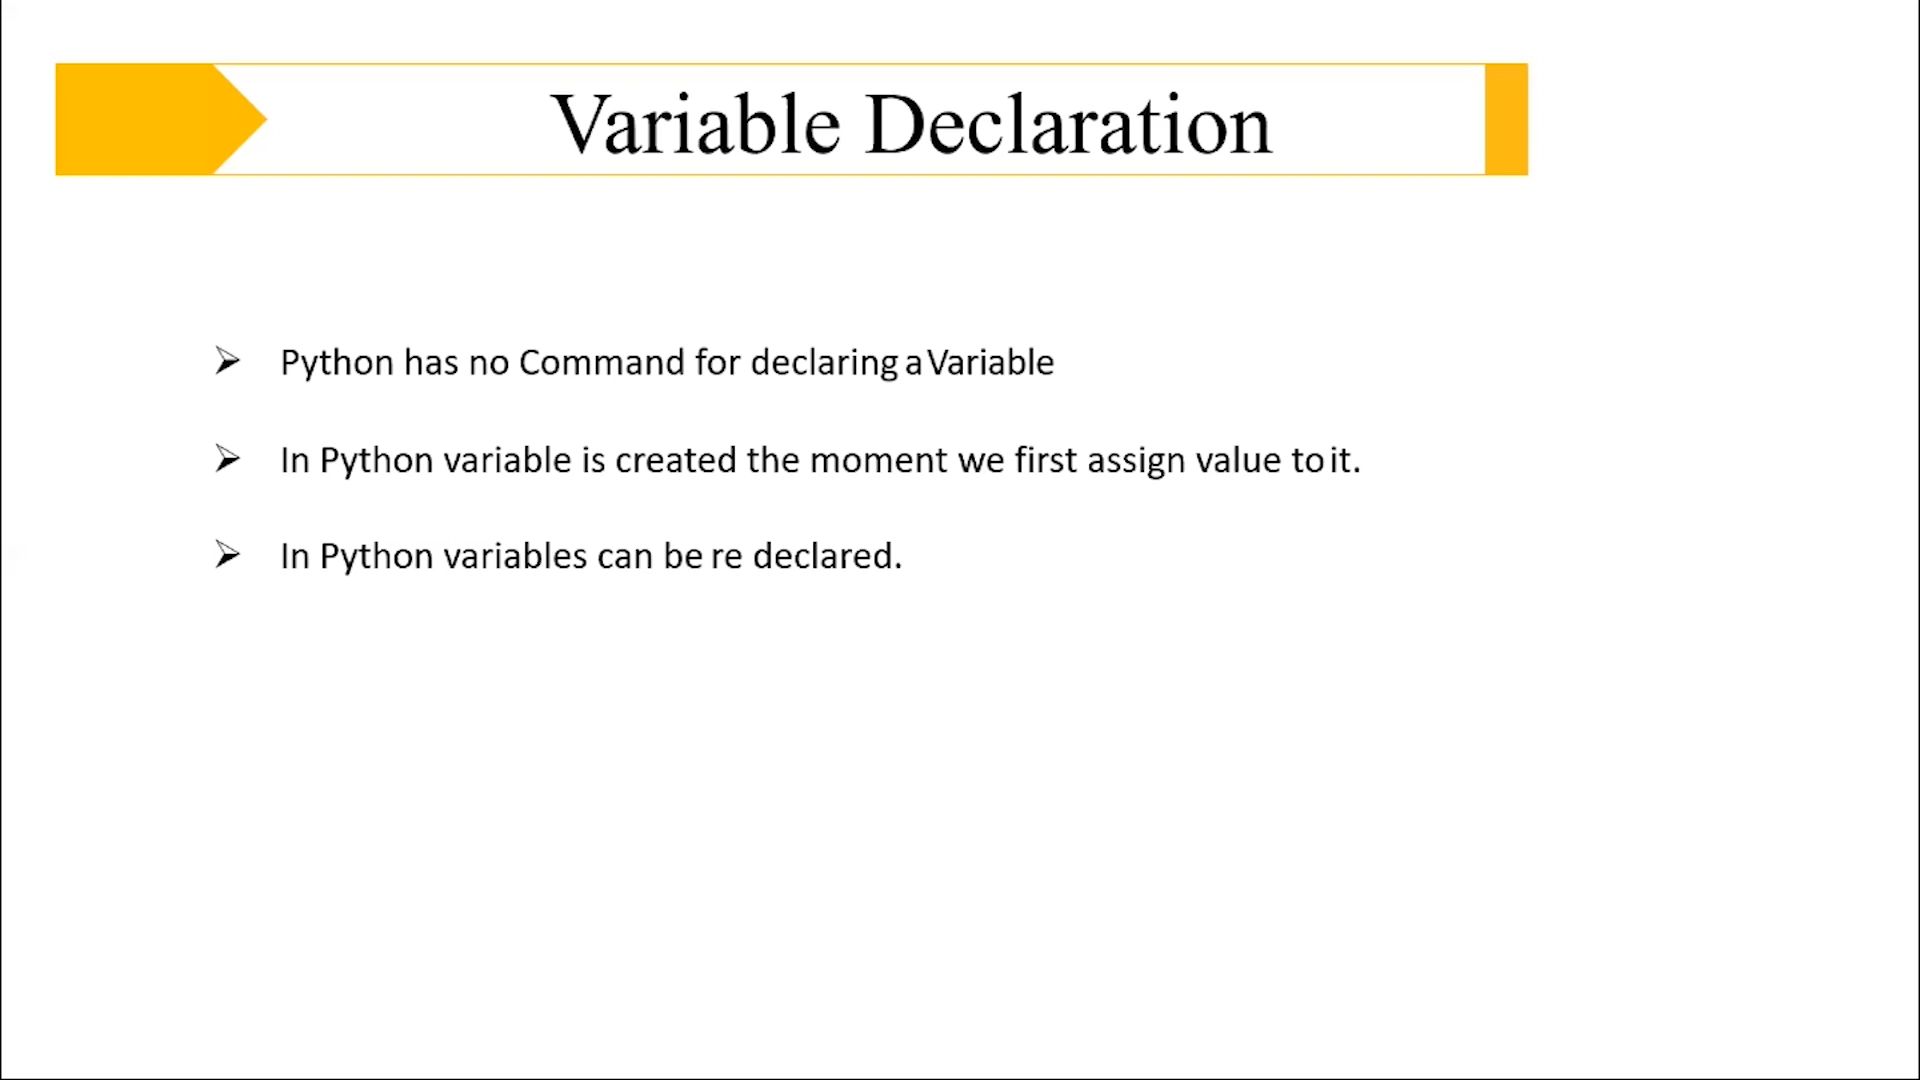 Variable Declaration
Python has no Command for declaring a Variable
In Python variable is created the moment we first assign value to it.
In Python variables can be re declared.